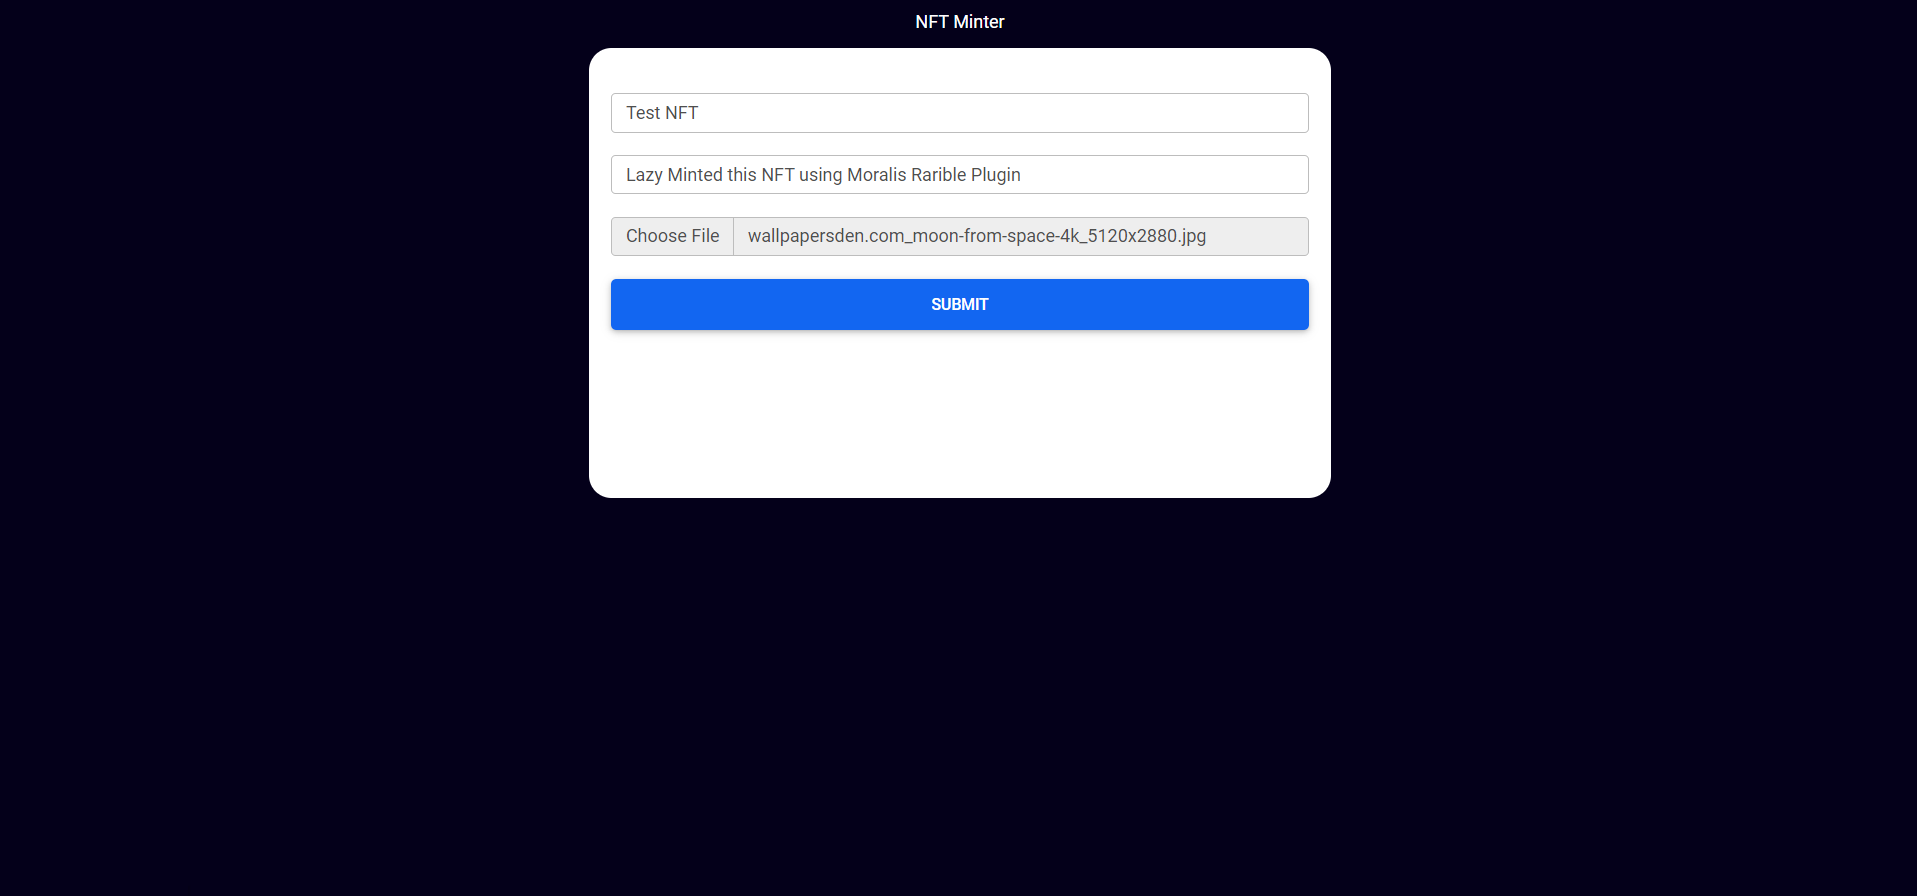 NFT Minter
Test NFT
Lazy Minted this NFT using Moralis Rarible Plugin
Choose File wallpapersden.com_moon-from-space-4k_5120x2880.jpg
SUBMIT